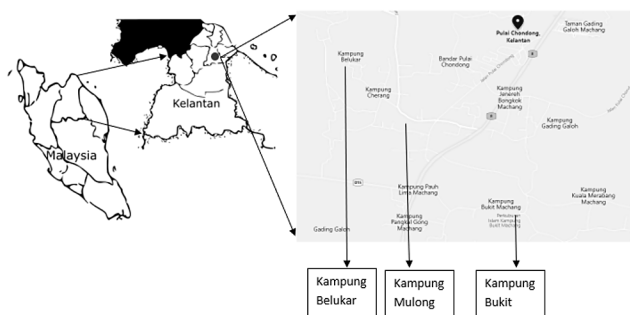 Malaysia
Kelantan
Pulai Chondong,
Kelantan
Taman Gading
Galoh Machang
Kampung
Belukar
Bandar Pulai
Chondong
Kampung
Cherang
Kampung
Jenereh
Bongkok
Machang
Kampung
Gading Galoh
Kampung Pauh
Lima Machang
Kampung
Bukit Machang
Kampung
Kuala Merabang
Machang
Kampung
Pangkal Gong
Machang
Gading Galoh
Kampung
Belukar
Kampung
Mulong
Kampung
Bukit